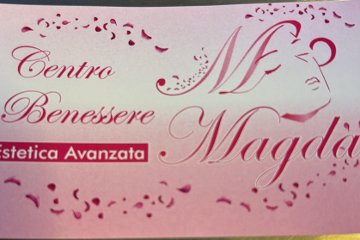 Centro
Benessere
Estetica Avanzata
Magda